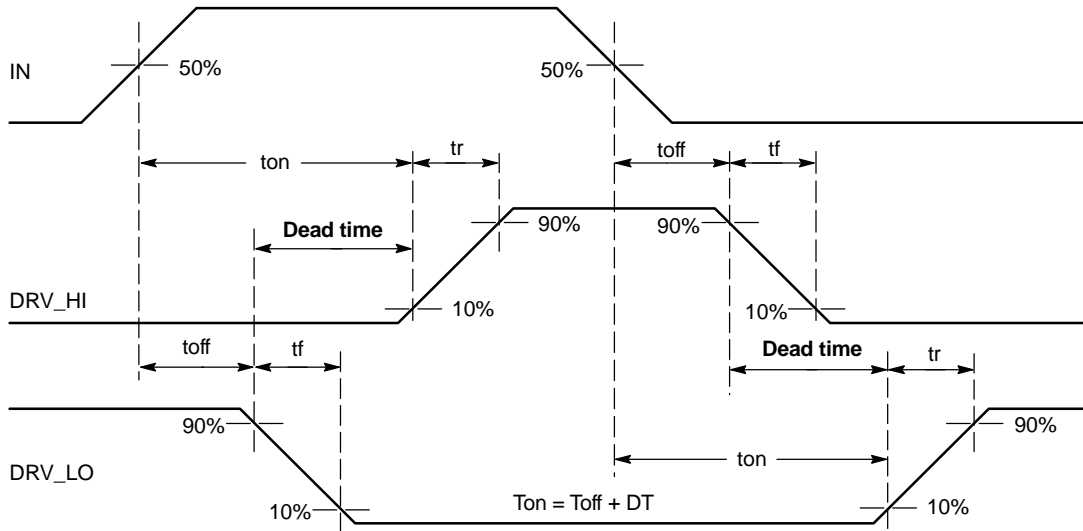 IN
50%
50%
ton
tr
toff
tf
Dead time
90%
90%
DRV_HI
10%
10%
toff
tf
Dead time
tr
90%
90%
DRV_LO
ton
10%
Ton = Toff + DT
10%